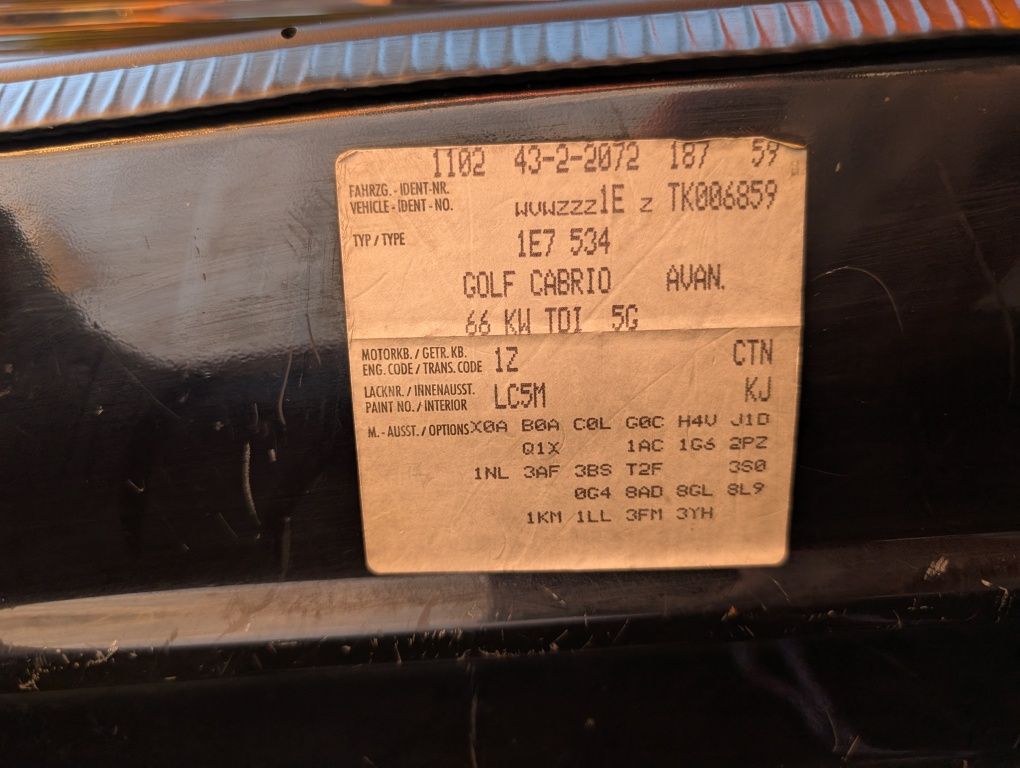 1102 43-2-2072 187 59
FAHRZG. - IDENT-NR.
VEHICLE - IDENT - NO. WVWZZZ1E Z TK006859
TYP / TYPE 1E7 534
GOLF CABRIO AVAN.
66 KW TDI 5G
MOTORKB. / GETR. KB.
ENG. CODE / TRANS. CODE 1Z CTN
LACKNR. / INNENAUSST.
PAINT NO. / INTERIOR LC5M KJ
M. - AUSST. / OPTIONS X0A B0A C0L G0C H4V J1D
Q1X 1AC 1G6 2PZ
1NL 3AF 3BS T2F 3S0
0G4 8AD 8GL 8L9
1KM 1LL 3FM 3YH